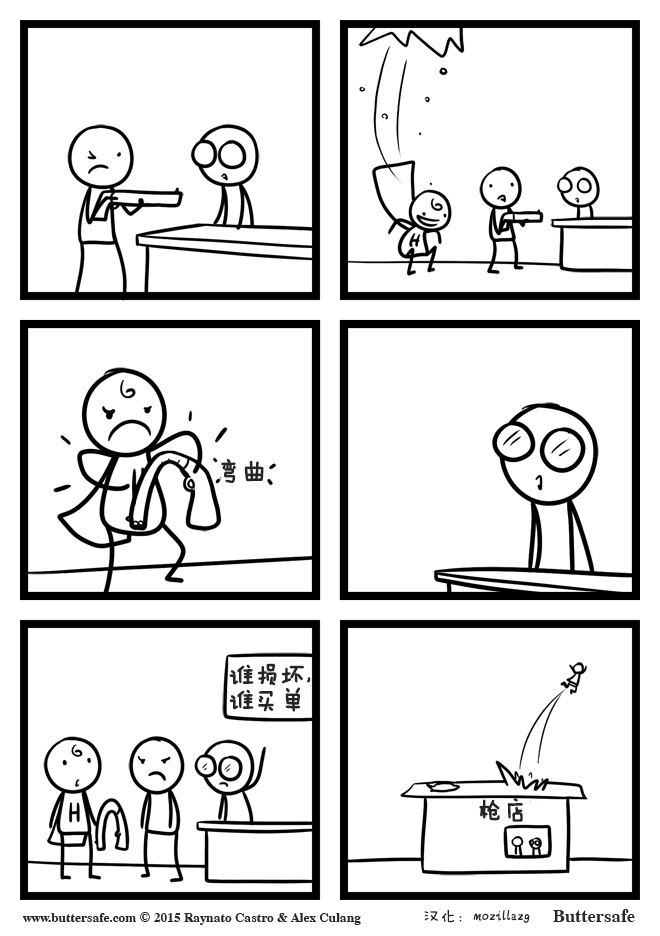 H
弯曲
H
谁损坏,
谁买单
H
枪店
www.buttersafe.com © 2015 Raynato Castro & Alex Culang
汉化: mozillazg
Buttersafe